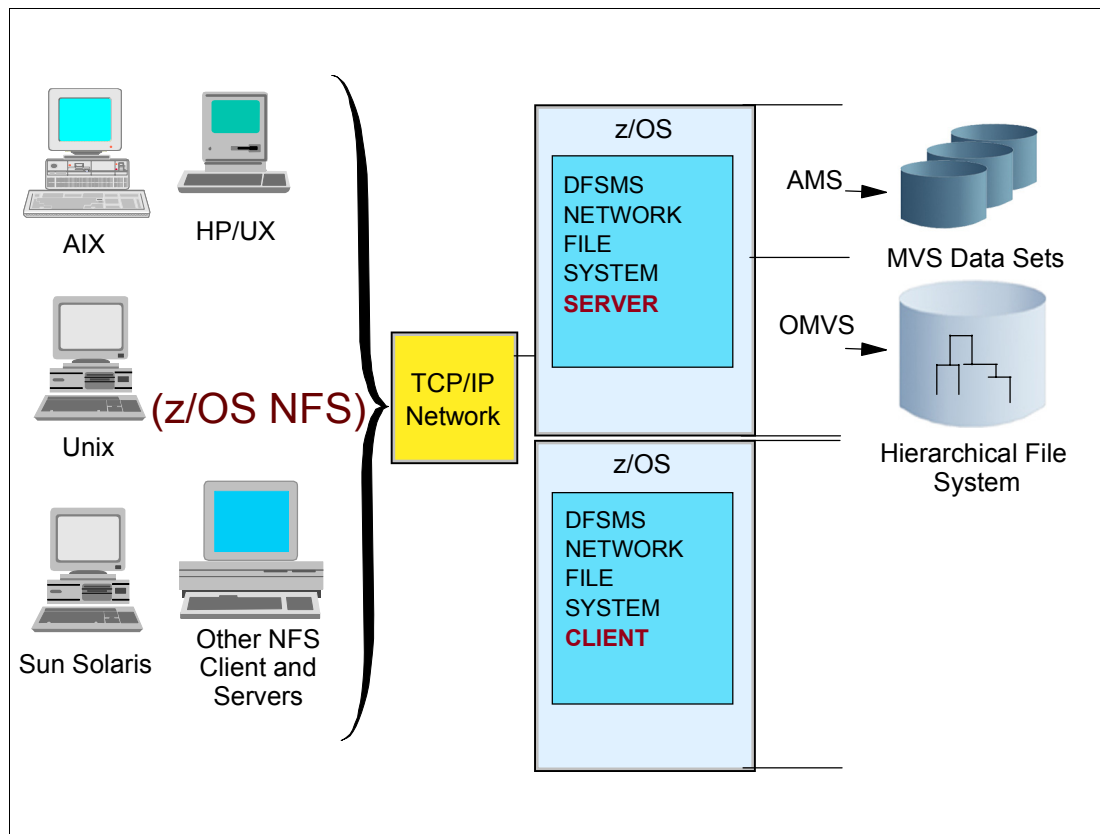 AIX
HP/UX
Unix
(z/OS NFS)
Sun Solaris
Other NFS
Client and
Servers
TCP/IP
Network
z/OS
DFSMS
NETWORK
FILE
SYSTEM
SERVER
z/OS
DFSMS
NETWORK
FILE
SYSTEM
CLIENT
AMS
MVS Data Sets
OMVS
Hierarchical File
System